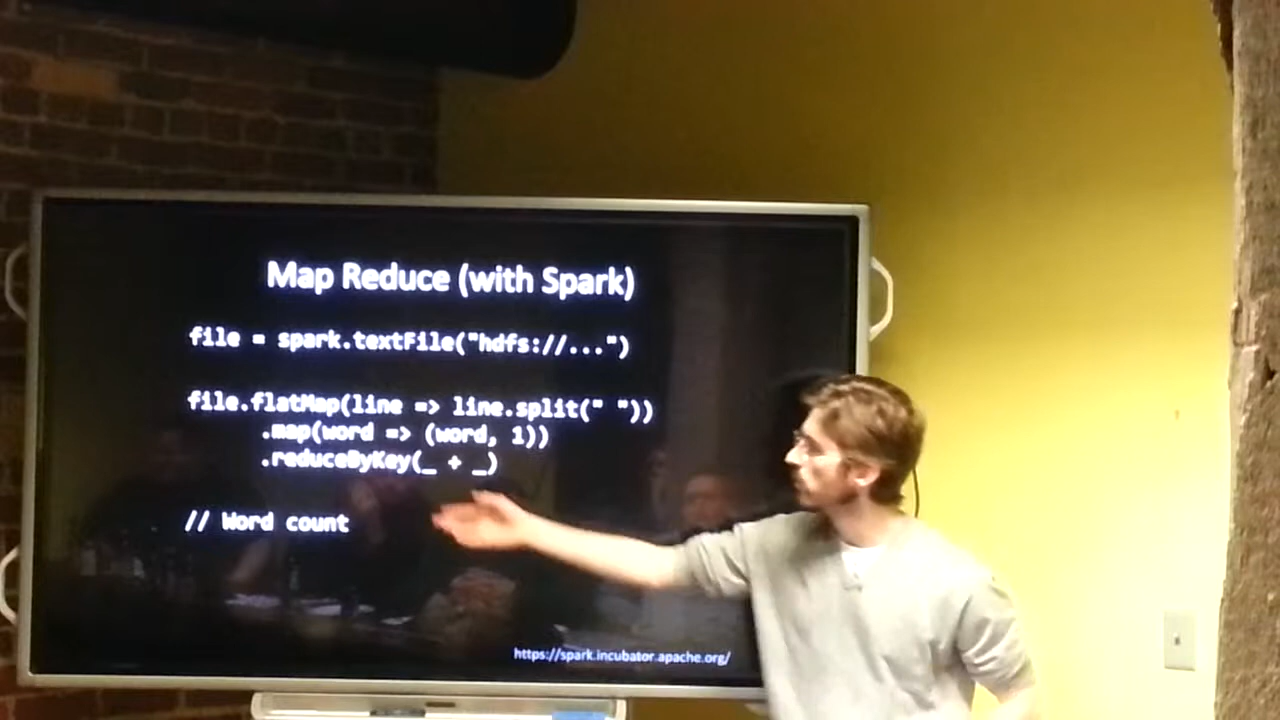 Map Reduce (with Spark)
file = spark.textFile("hdfs://...")
file.flatMap(line => line.split(" "))
.map(word => (word, 1))
.reduceByKey(_ + _)
// Word count
https://spark.incubator.apache.org/